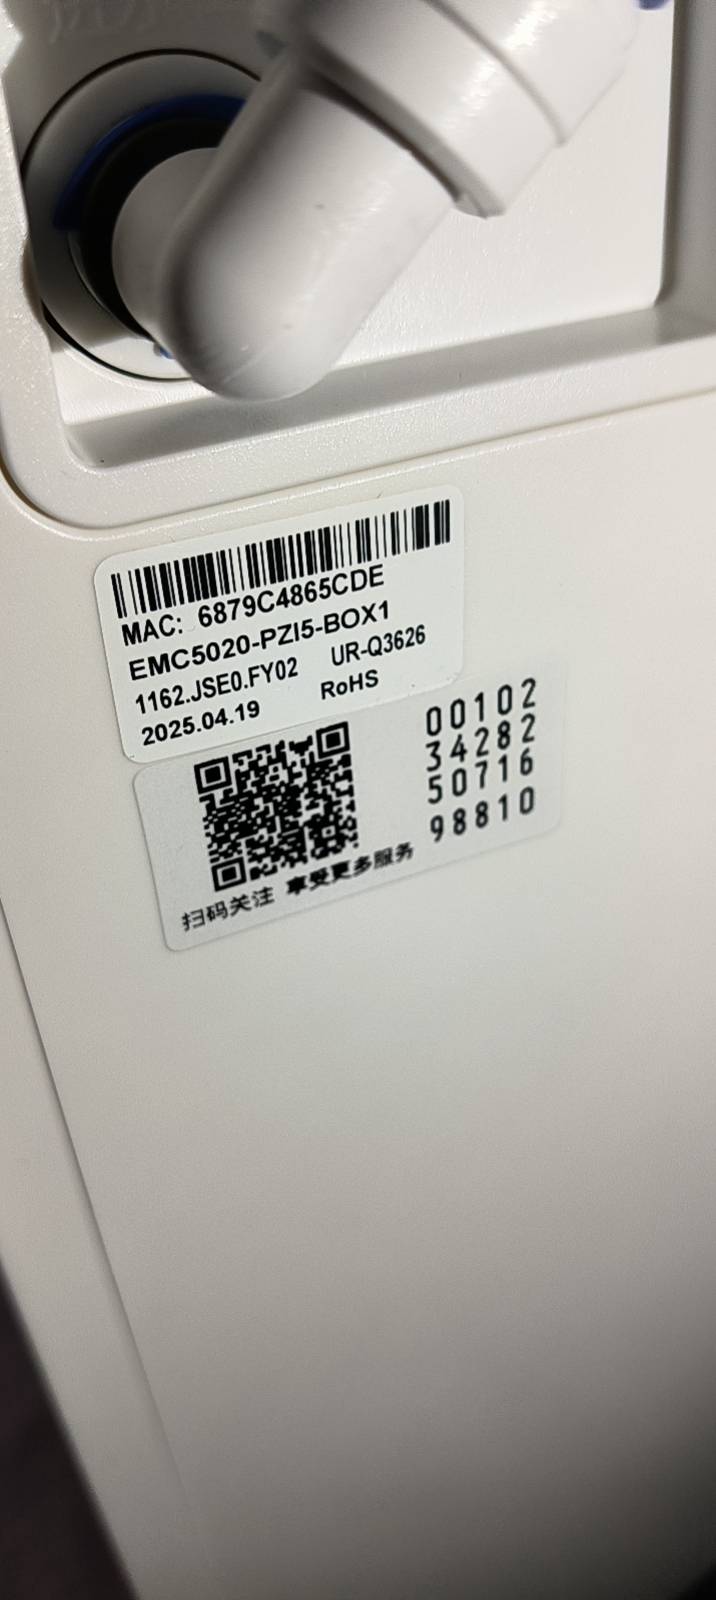 MAC: 6879C4865CDE
EMC5020-PZI5-BOX1
1162.JSE0.FY02 UR-Q3626
2025.04.19 RoHS
00102
34282
50716
98810
扫码关注 享受更多服务